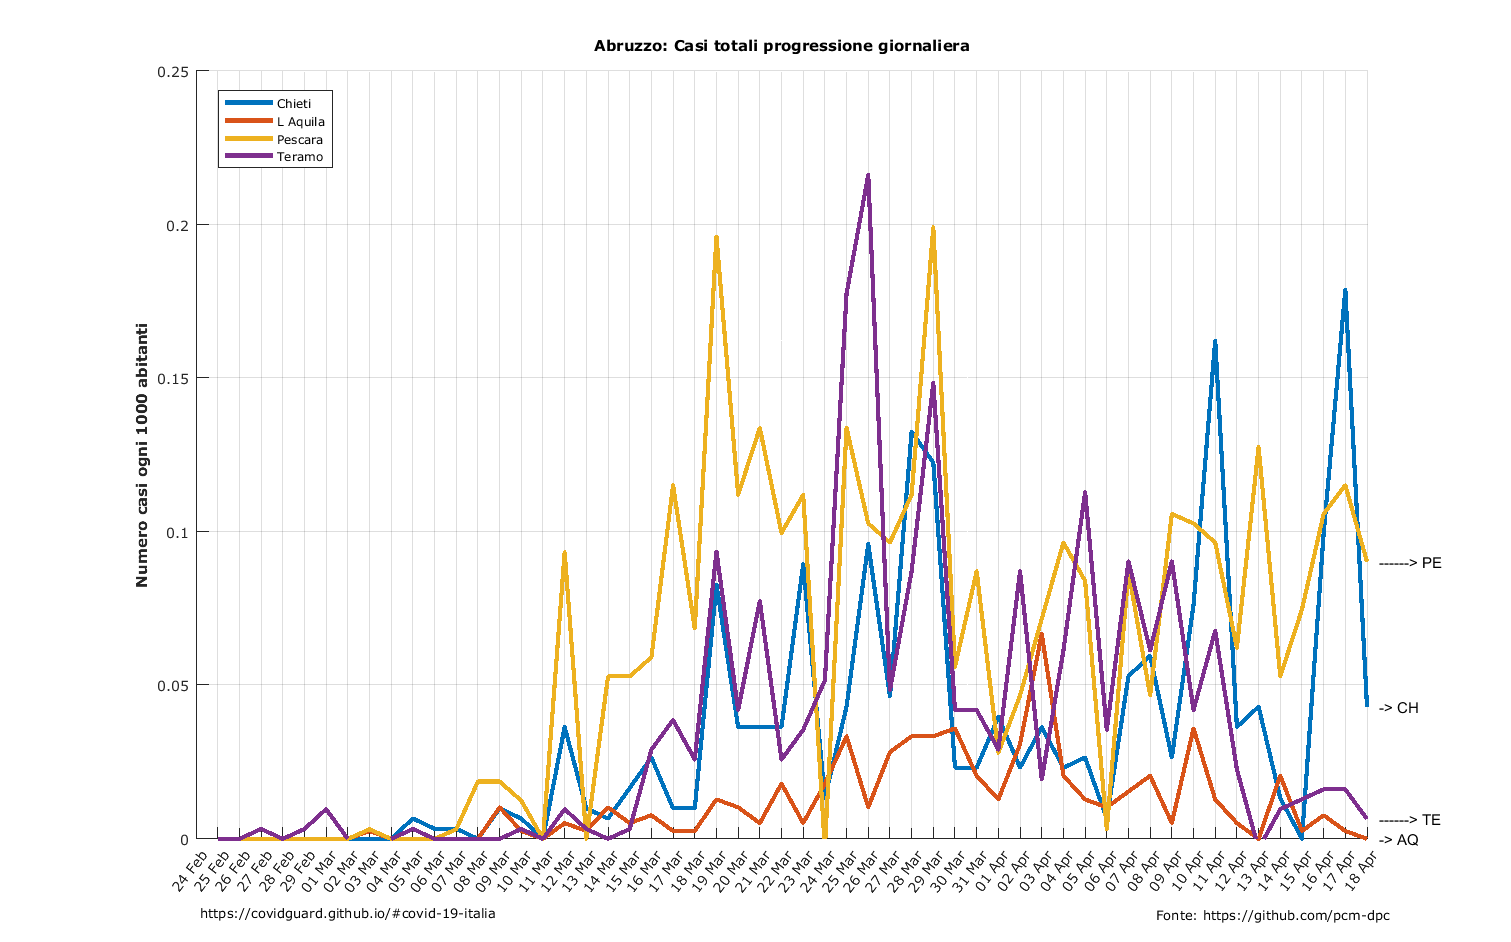 Abruzzo: Casi totali progressione giornaliera
0.25
0.2
0.15
0.1
0.05
0
Numero casi ogni 1000 abitanti
Chieti
L Aquila
Pescara
Teramo
------> PE
-> CH
------> TE
-> AQ
24 Feb
25 Feb
26 Feb
27 Feb
28 Feb
29 Feb
01 Mar
02 Mar
03 Mar
04 Mar
05 Mar
06 Mar
07 Mar
08 Mar
09 Mar
10 Mar
11 Mar
12 Mar
13 Mar
14 Mar
15 Mar
16 Mar
17 Mar
18 Mar
19 Mar
20 Mar
21 Mar
22 Mar
23 Mar
24 Mar
25 Mar
26 Mar
27 Mar
28 Mar
29 Mar
30 Mar
31 Mar
01 Apr
02 Apr
03 Apr
04 Apr
05 Apr
06 Apr
07 Apr
08 Apr
09 Apr
10 Apr
11 Apr
12 Apr
13 Apr
14 Apr
15 Apr
16 Apr
17 Apr
18 Apr
https://covidguard.github.io/#covid-19-italia
Fonte: https://github.com/pcm-dpc